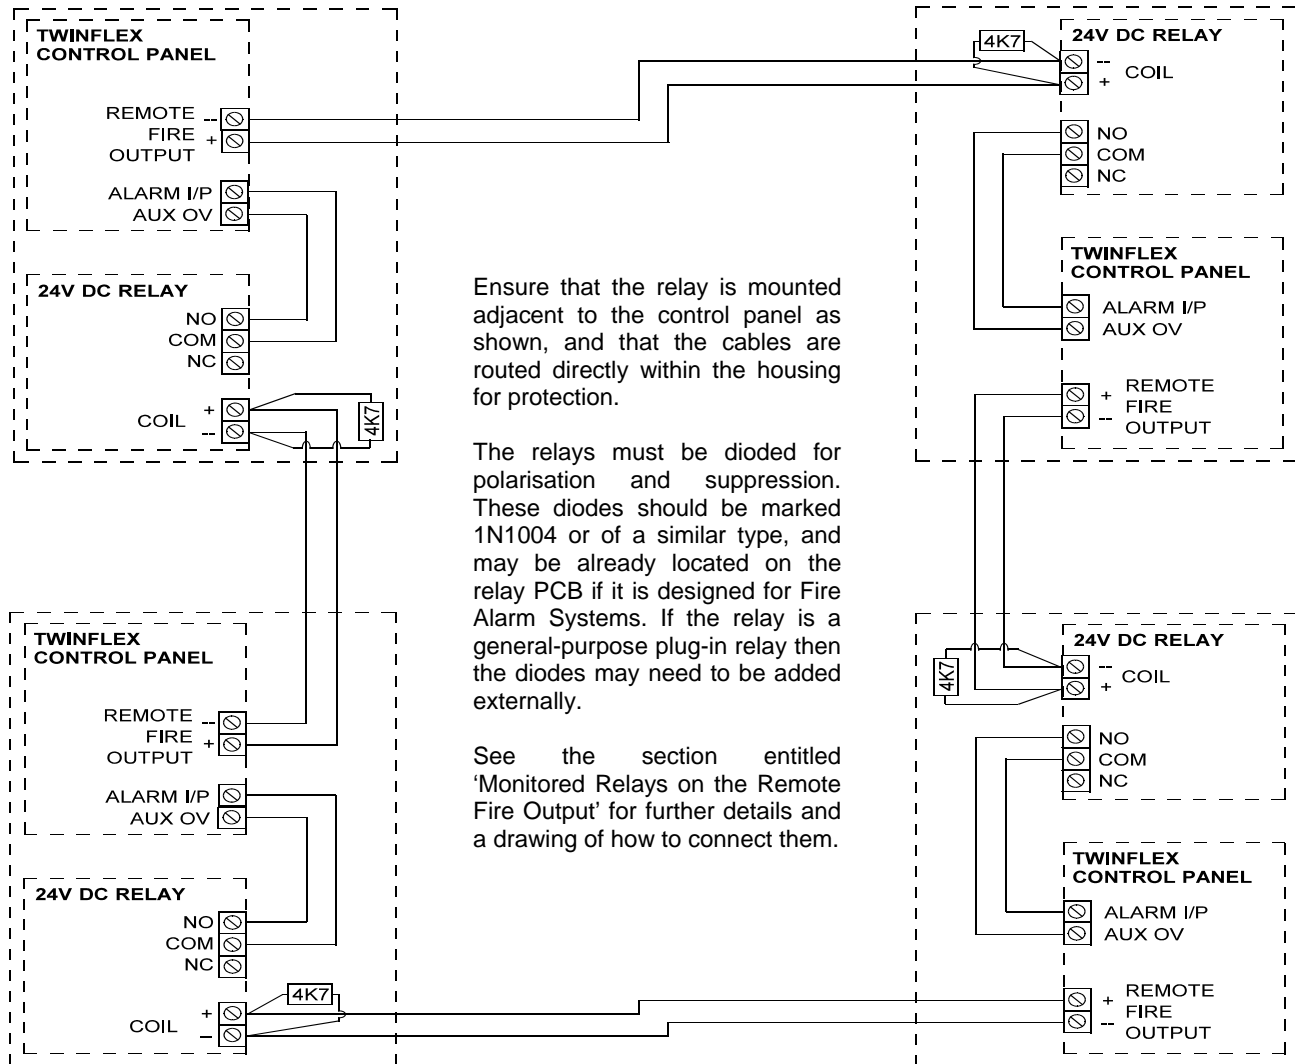 TWINFLEX
CONTROL PANEL
REMOTE --
FIRE +
OUTPUT
ALARM I/P
AUX OV
24V DC RELAY
NO
COM
NC
COIL
+
--
4K7
4K7
24V DC RELAY
--
+
COIL
NO
COM
NC
TWINFLEX
CONTROL PANEL
ALARM I/P
AUX OV
+ REMOTE
-- FIRE
OUTPUT
Ensure that the relay is mounted
adjacent to the control panel as
shown, and that the cables are
routed directly within the housing
for protection.
The relays must be dioded for
polarisation and suppression.
These diodes should be marked
1N1004 or of a similar type, and
may be already located on the
relay PCB if it is designed for Fire
Alarm Systems. If the relay is a
general-purpose plug-in relay then
the diodes may need to be added
externally.
See the section entitled
‘Monitored Relays on the Remote
Fire Output’ for further details and
a drawing of how to connect them.
TWINFLEX
CONTROL PANEL
REMOTE --
FIRE +
OUTPUT
ALARM I/P
AUX OV
24V DC RELAY
NO
COM
NC
COIL
+
–
4K7
4K7
24V DC RELAY
--
+
COIL
NO
COM
NC
TWINFLEX
CONTROL PANEL
ALARM I/P
AUX OV
+ REMOTE
-- FIRE
OUTPUT